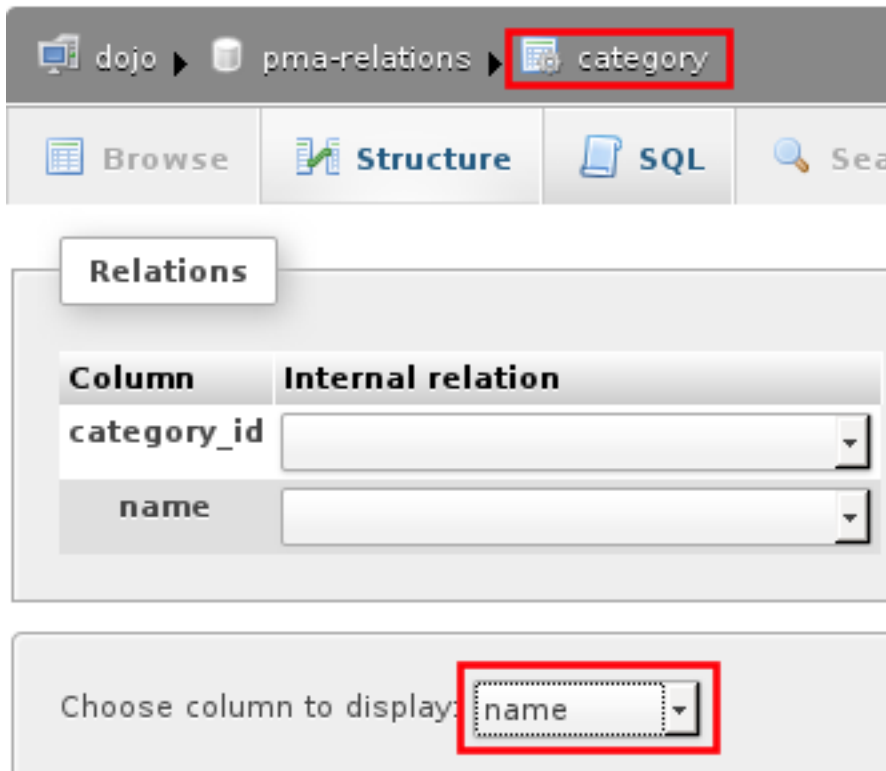 dojo pma-relations category
Browse Structure SQL
Relations
Column Internal relation
category_id
name
Choose column to display: name